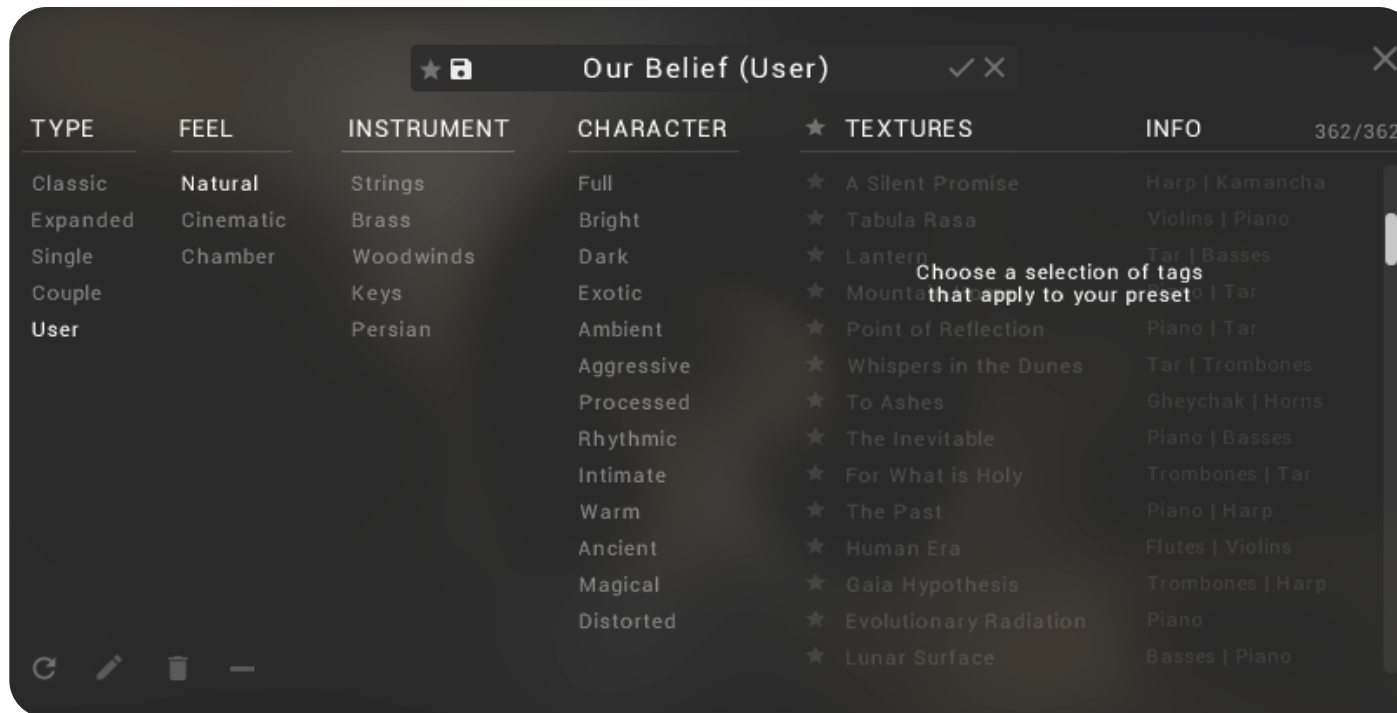 Our Belief (User)
TYPE FEEL INSTRUMENT CHARACTER TEXTURES INFO 362/362
Classic Natural Strings Full A Silent Promise Harp | Kamancha
Expanded Cinematic Brass Bright Tabula Rasa Violins | Piano
Single Chamber Woodwinds Dark Lantern Tar | Basses
Choose a selection of tags
that apply to your preset
Couple Keys Exotic | Tar
User Persian Ambient Point of Reflection Piano | Tar
Aggressive Whispers in the Dunes Tar | Trombones
Processed To Ashes Gheychak | Horns
Rhythmic The Inevitable Piano | Basses
Intimate For What is Holy Trombones | Tar
Warm The Past Piano | Harp
Ancient Human Era Flutes | Violins
Magical Gaia Hypothesis Trombones | Harp
Distorted Evolutionary Radiation Piano
Lunar Surface Basses | Piano